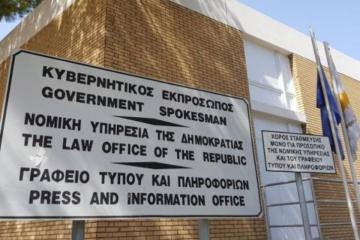 ΚΥΒΕΡΝΗΤΙΚΟΣ ΕΚΠΡΟΣΩΠΟΣ
GOVERNMENT SPOKESMAN
ΝΟΜΙΚΗ ΥΠΗΡΕΣΙΑ ΤΗΣ ΔΗΜΟΚΡΑΤΙΑΣ
THE LAW OFFICE OF THE REPUBLIC
ΓΡΑΦΕΙΟ ΤΥΠΟΥ ΚΑΙ ΠΛΗΡΟΦΟΡΙΩΝ
PRESS AND iNFORMATION OFFICE
ΧΩΡΟΣ ΣΤΑΘΜΕΥΣΗΣ
ΜΟΝΟ ΓΙΑ ΠΡΟΣΩΠΙΚΟ
ΤΗΣ ΝΟΜΙΚΗΣ ΥΠΗΡΕΣΙΑΣ
ΚΑΙ ΤΟΥ ΓΡΑΦΕΙΟΥ
ΤΥΠΟΥ ΚΑΙ ΠΛΗΡΟΦΟΡΙΩΝ